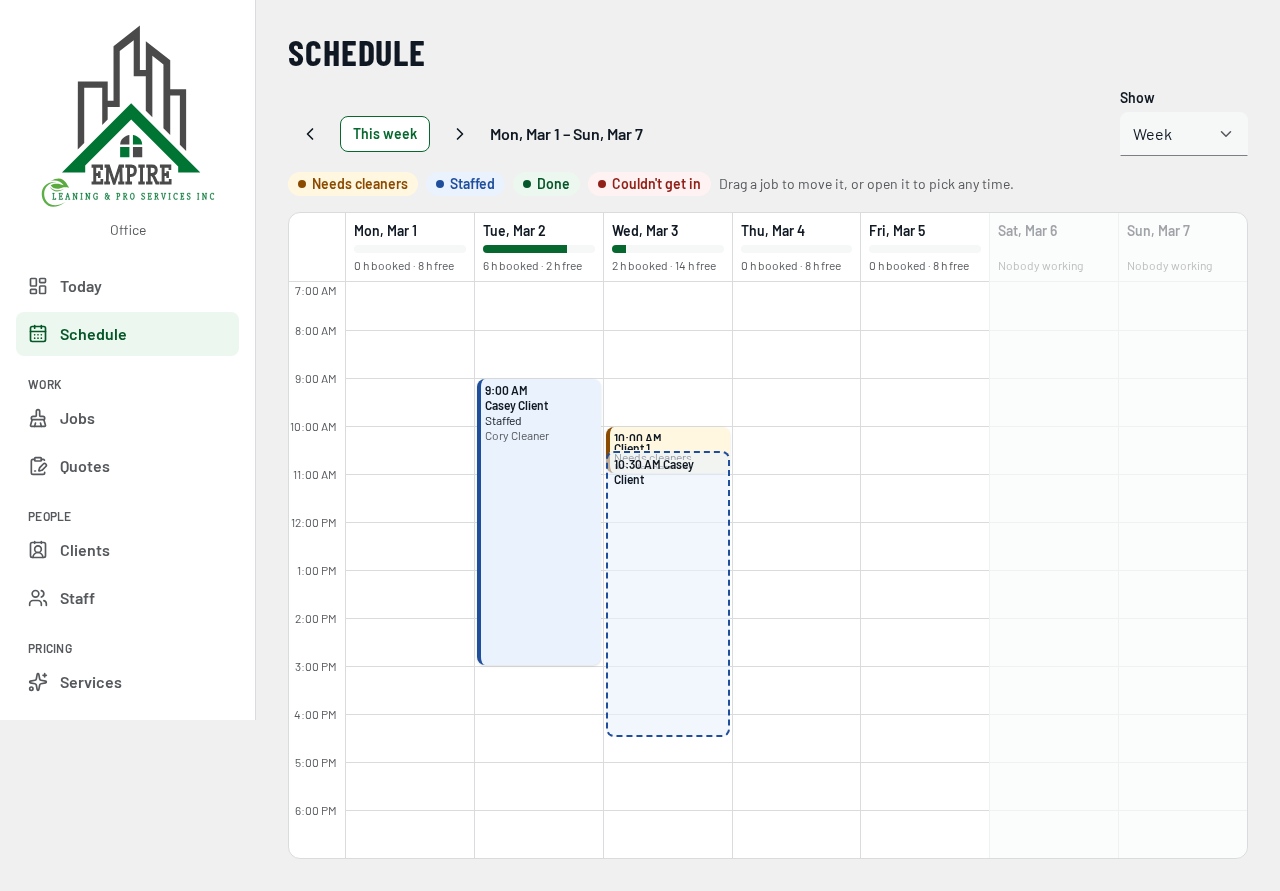 EMPIRE
LEANING & PRO SERVICES INC
Office
Today
Schedule
WORK
Jobs
Quotes
PEOPLE
Clients
Staff
PRICING
Services
SCHEDULE
Show
This week
Mon, Mar 1 – Sun, Mar 7
Week
Needs cleaners
Staffed
Done
Couldn't get in
Drag a job to move it, or open it to pick any time.
Mon, Mar 1
0 h booked · 8 h free
Tue, Mar 2
6 h booked · 2 h free
Wed, Mar 3
2 h booked · 14 h free
Thu, Mar 4
0 h booked · 8 h free
Fri, Mar 5
0 h booked · 8 h free
Sat, Mar 6
Nobody working
Sun, Mar 7
Nobody working
7:00 AM
8:00 AM
9:00 AM
10:00 AM
11:00 AM
12:00 PM
1:00 PM
2:00 PM
3:00 PM
4:00 PM
5:00 PM
6:00 PM
9:00 AM
Casey Client
Staffed
Cory Cleaner
10:00 AM
Client 1
Needs cleaners
10:30 AM Casey
Client